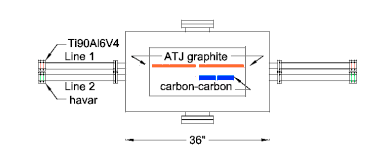 Ti90Al6V4
Line 1
ATJ graphite
Line 2
carbon-carbon
havar
36"